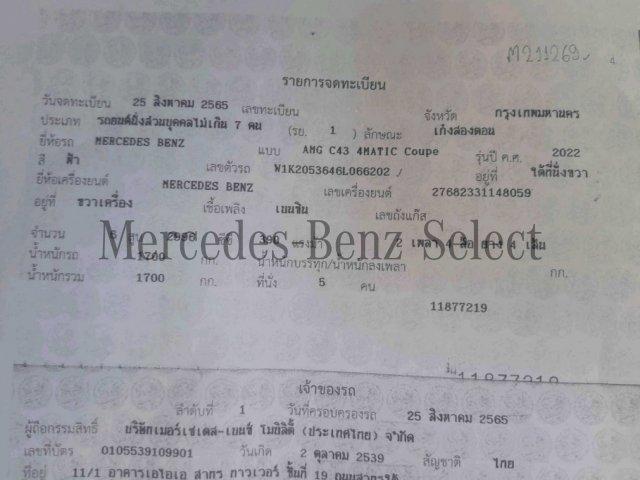 M211269
4
รายการจดทะเบียน
วันจดทะเบียน 25 สิงหาคม 2565 เลขทะเบียน จังหวัด กรุงเทพมหานคร
ประเภท รถยนต์นั่งส่วนบุคคลไม่เกิน 7 คน (รย. 1 ) ลักษณะ เก๋งสองตอน
ยี่ห้อรถ MERCEDES BENZ แบบ AMG C43 4MATIC Coupe รุ่นปี ค.ศ. 2022
สี ฟ้า เลขตัวรถ W1K2053646L066202 / อยู่ที่ ใต้ที่นั่งขวา
ยี่ห้อเครื่องยนต์ MERCEDES BENZ เลขเครื่องยนต์ 27682331148059
อยู่ที่ ขวาเครื่อง เชื้อเพลิง เบนซิน เลขถังแก๊ส
จำนวน 6 สูบ 2996 ซีซี 390 แรงม้า 2 เพลา 4 ล้อ ยาง 4 เส้น
Mercedes Benz Select
น้ำหนักรถ 1700 กก. น้ำหนักบรรทุก/น้ำหนักลงเพลา กก.
น้ำหนักรวม 1700 กก. ที่นั่ง 5 คน
11877219
11877219
เจ้าของรถ
ลำดับที่ 1 วันที่ครอบครองรถ 25 สิงหาคม 2565
ผู้ถือกรรมสิทธิ์ บริษัทเมอร์เซเดส-เบนซ์ โมบิลิตี้ (ประเทศไทย) จำกัด
เลขที่บัตร 0105539109901 วันเกิด 2 ตุลาคม 2539 สัญชาติ ไทย
ที่อยู่ 11/1 อาคารเอไอเอ สาทร ทาวเวอร์ ชั้นที่ 19 ถนนสาทรใต้